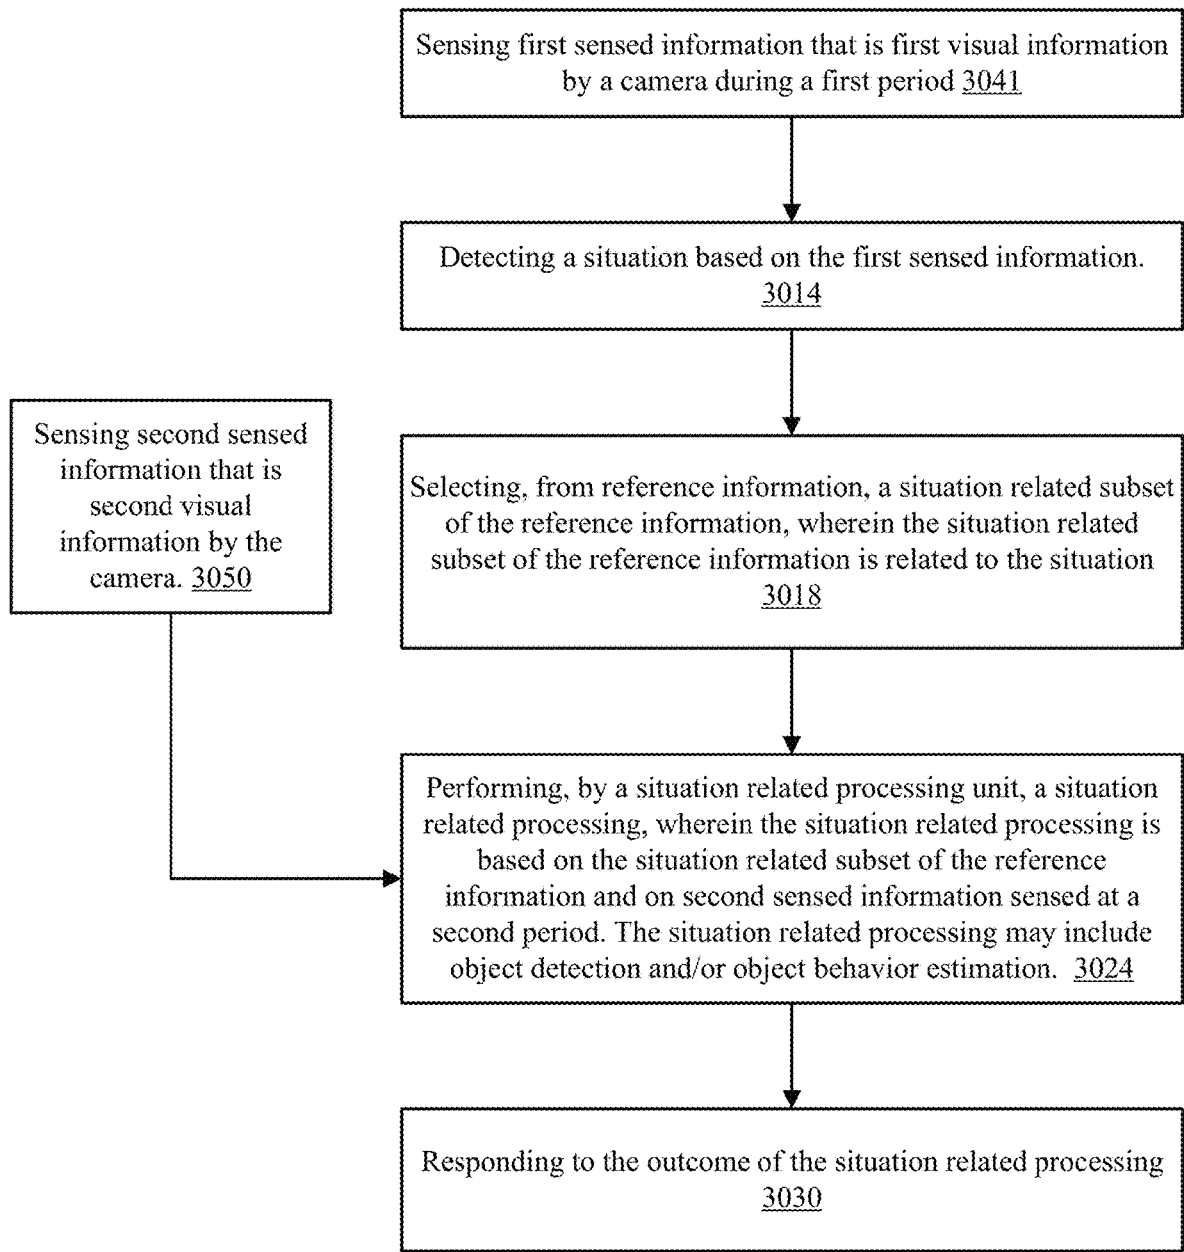 Sensing first sensed information that is first visual information
by a camera during a first period 3041
Detecting a situation based on the first sensed information.
3014
Sensing second sensed
information that is
second visual
information by the
camera. 3050
Selecting, from reference information, a situation related subset
of the reference information, wherein the situation related
subset of the reference information is related to the situation
3018
Performing, by a situation related processing unit, a situation
related processing, wherein the situation related processing is
based on the situation related subset of the reference
information and on second sensed information sensed at a
second period. The situation related processing may include
object detection and/or object behavior estimation. 3024
Responding to the outcome of the situation related processing
3030